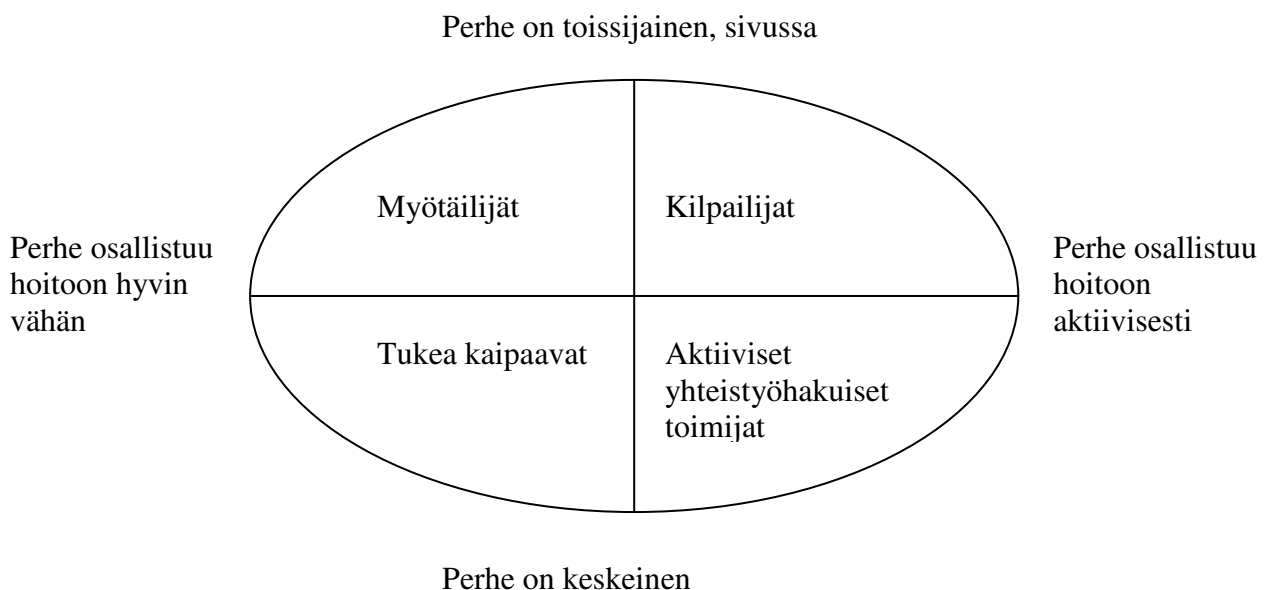 Perhe on toissijainen, sivussa
Myötäilijät
Kilpailijat
Perhe osallistuu
hoitoon hyvin
vähän
Perhe osallistuu
hoitoon
aktiivisesti
Tukea kaipaavat
Aktiiviset
yhteistyöhakuiset
toimijat
Perhe on keskeinen